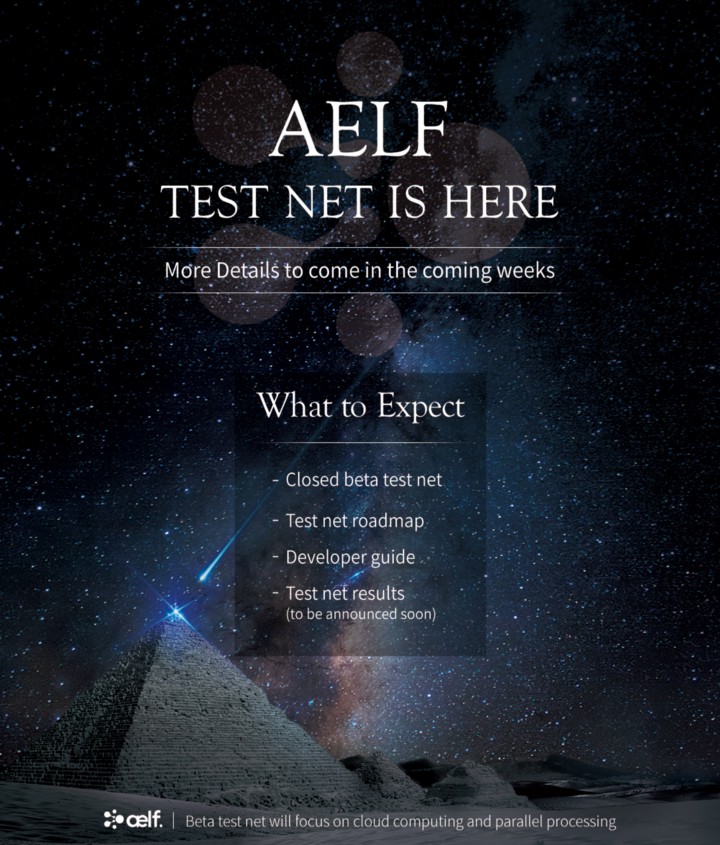 AELF
TEST NET IS HERE
More Details to come in the coming weeks
What to Expect
- Closed beta test net
- Test net roadmap
- Developer guide
- Test net results
(to be announced soon)
ælf. | Beta test net will focus on cloud computing and parallel processing